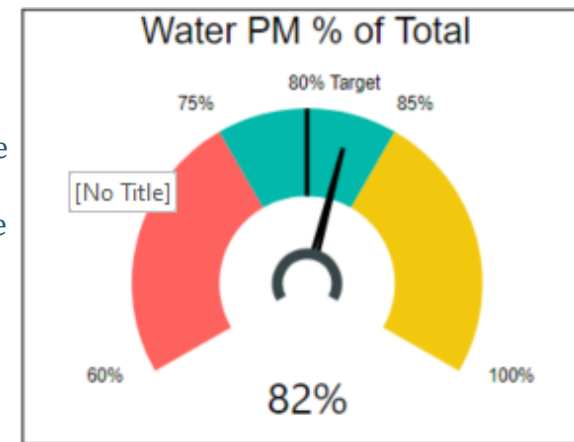 Water PM % of Total
80% Target
75%
85%
e
[No Title]
e
60%
100%
82%